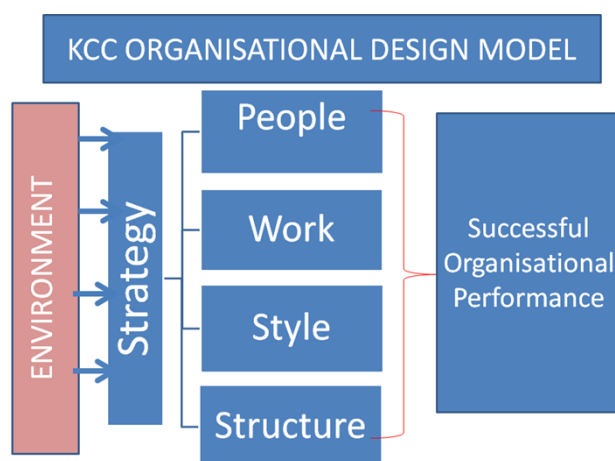 KCC ORGANISATIONAL DESIGN MODEL
ENVIRONMENT
Strategy
People
Work
Style
Structure
Successful
Organisational
Performance